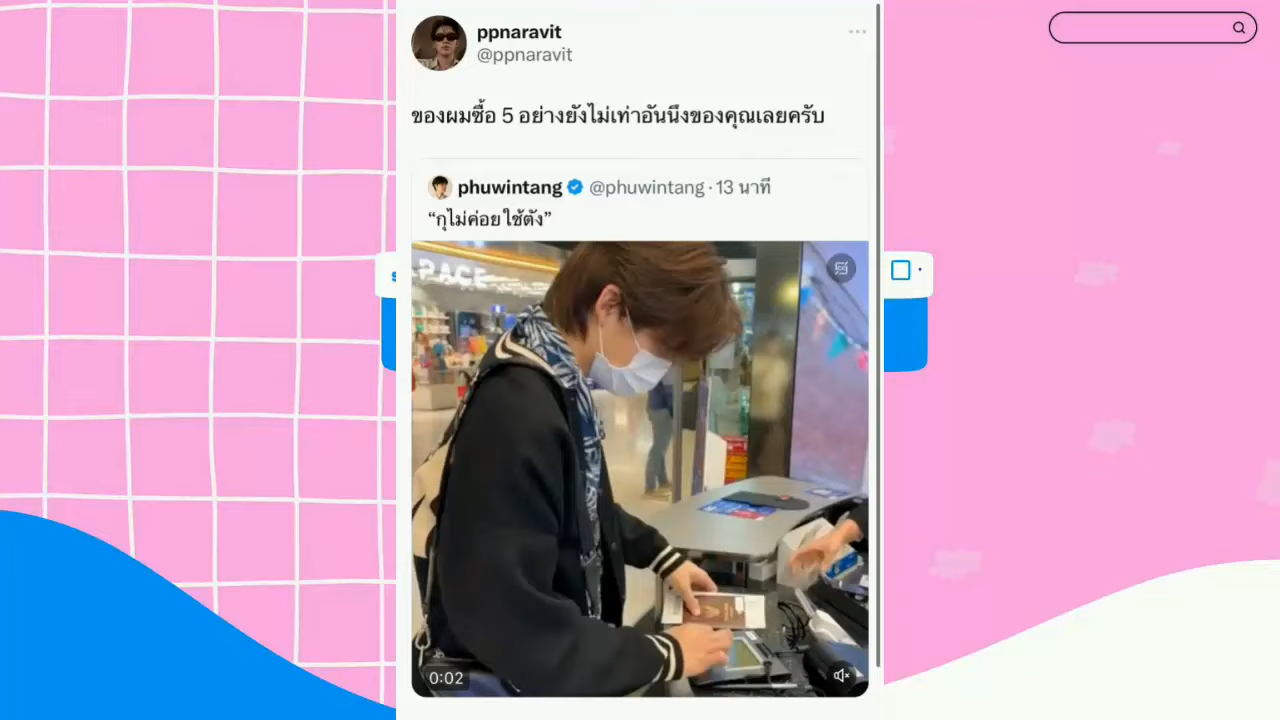 ppnaravit
@ppnaravit
ของผมซื้อ 5 อย่างยังไม่เท่าอันนึงของคุณเลยครับ
phuwintang @phuwintang · 13 นาที
“กุไม่ค่อยใช้ตัง”
PACE
0:02